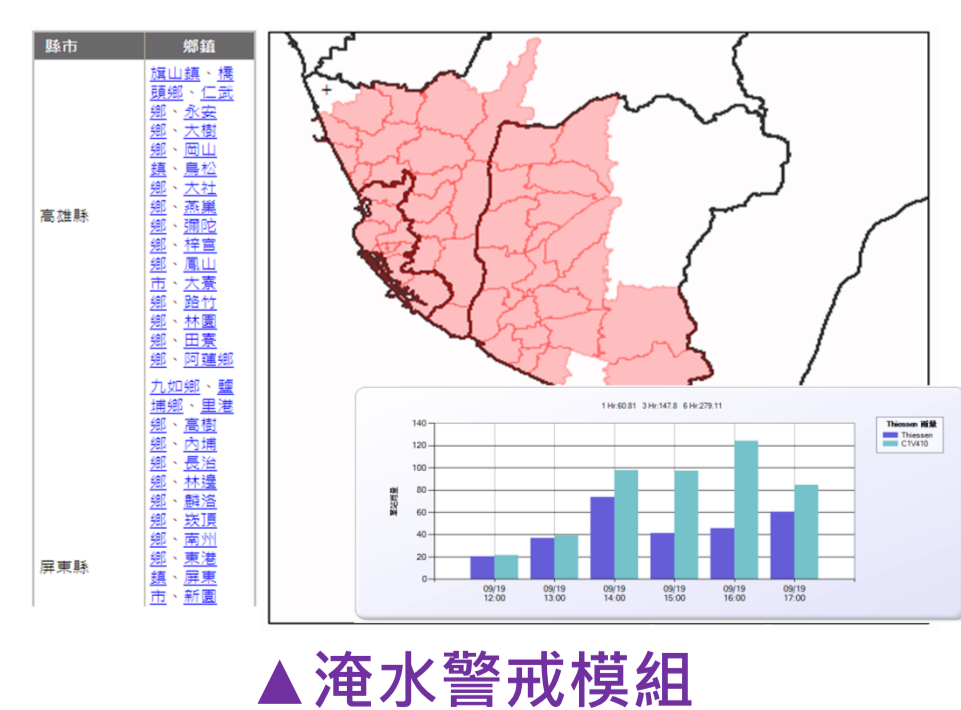 縣市 鄉鎮
高雄縣
旗山鎮、橋
頭鄉、仁武
鄉、永安
鄉、大樹
鄉、岡山
鎮、鳥松
鄉、大社
鄉、燕巢
鄉、彌陀
鄉、梓官
鄉、鳳山
市、大寮
鄉、路竹
鄉、林園
鄉、田寮
鄉、阿蓮鄉
屏東縣
九如鄉、鹽
埔鄉、里港
鄉、高樹
鄉、內埔
鄉、長治
鄉、林邊
鄉、麟洛
鄉、崁頂
鄉、南州
鄉、東港
鎮、屏東
市、新園
1 Hr:60.81 3 Hr:147.8 6 Hr:279.11
Thiessen 雨量
Thiessen
C1V410
單站雨量
140
120
100
80
60
40
20
0
09/19 09/19 09/19 09/19 09/19 09/19
12:00 13:00 14:00 15:00 16:00 17:00
▲淹水警戒模組